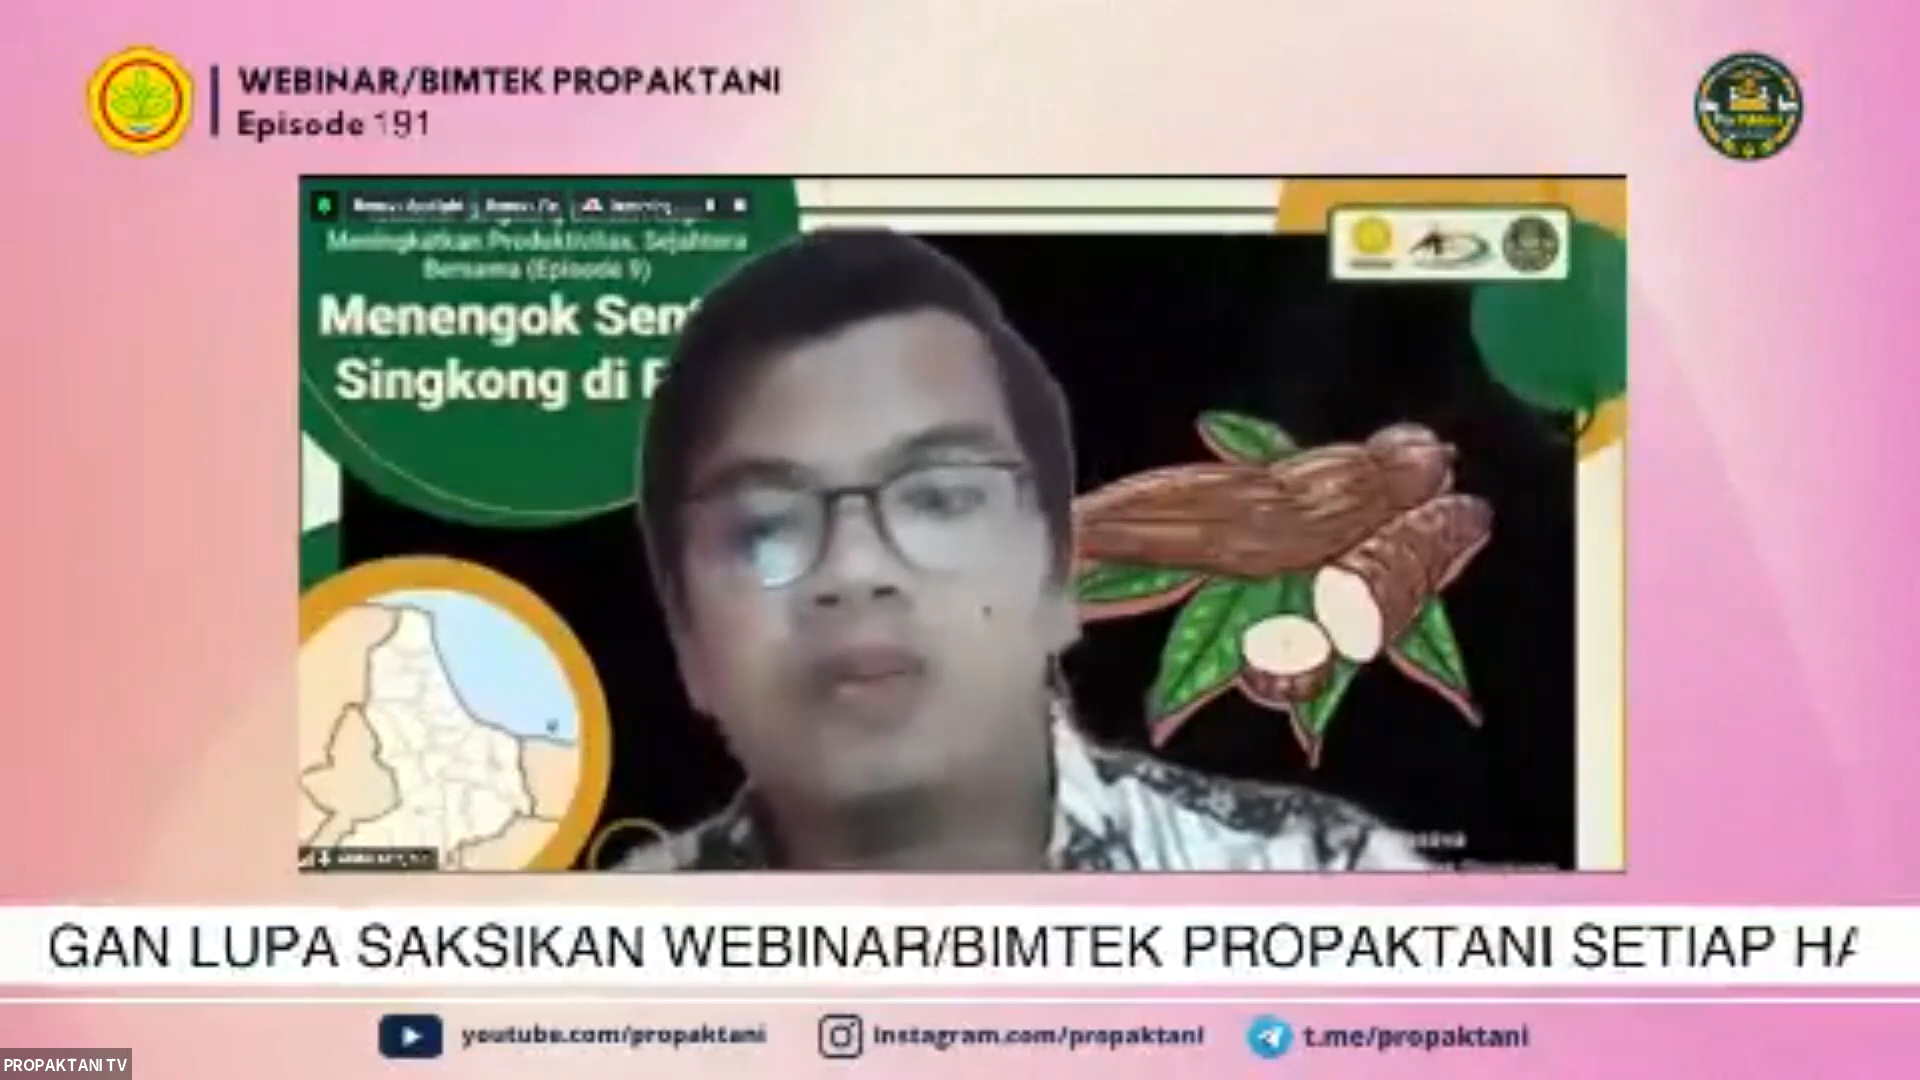 WEBINAR/BIMTEK PROPAKTANI
Episode 191
Meningkatkan Produktivitas, Sejahtera
Bersama (Episode 9)
Menengok Sent
Singkong di P
GAN LUPA SAKSIKAN WEBINAR/BIMTEK PROPAKTANI SETIAP HA
youtube.com/propaktani
instagram.com/propaktani
t.me/propaktani
PROPAKTANI TV